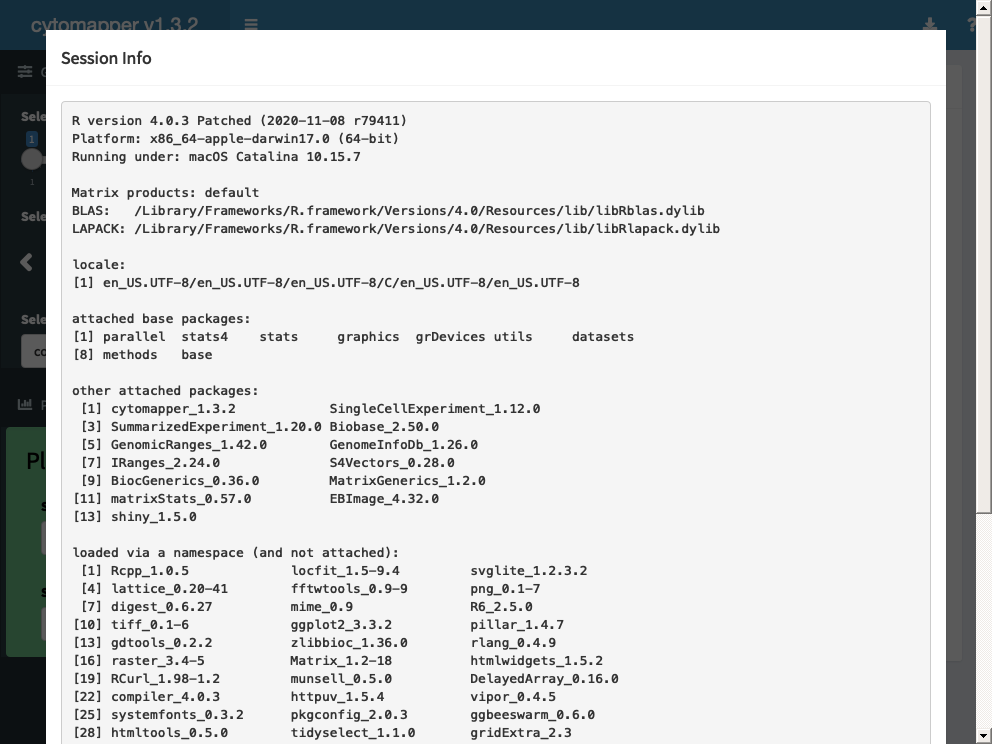 cytomapper v1.3.2
Session Info
R version 4.0.3 Patched (2020-11-08 r79411)
Platform: x86_64-apple-darwin17.0 (64-bit)
Running under: macOS Catalina 10.15.7
Matrix products: default
BLAS:   /Library/Frameworks/R.framework/Versions/4.0/Resources/lib/libRblas.dylib
LAPACK: /Library/Frameworks/R.framework/Versions/4.0/Resources/lib/libRlapack.dylib
locale:
[1] en_US.UTF-8/en_US.UTF-8/en_US.UTF-8/C/en_US.UTF-8/en_US.UTF-8
attached base packages:
[1] parallel  stats4    stats     graphics  grDevices utils     datasets
[8] methods   base
other attached packages:
[1] cytomapper_1.3.2            SingleCellExperiment_1.12.0
[3] SummarizedExperiment_1.20.0 Biobase_2.50.0
[5] GenomicRanges_1.42.0        GenomeInfoDb_1.26.0
[7] IRanges_2.24.0              S4Vectors_0.28.0
[9] BiocGenerics_0.36.0         MatrixGenerics_1.2.0
[11] matrixStats_0.57.0          EBImage_4.32.0
[13] shiny_1.5.0
loaded via a namespace (and not attached):
[1] Rcpp_1.0.5             locfit_1.5-9.4         svglite_1.2.3.2
[4] lattice_0.20-41        fftwtools_0.9-9        png_0.1-7
[7] digest_0.6.27          mime_0.9               R6_2.5.0
[10] tiff_0.1-6             ggplot2_3.3.2          pillar_1.4.7
[13] gdtools_0.2.2          zlibbioc_1.36.0        rlang_0.4.9
[16] raster_3.4-5           Matrix_1.2-18          htmlwidgets_1.5.2
[19] RCurl_1.98-1.2         munsell_0.5.0          DelayedArray_0.16.0
[22] compiler_4.0.3         httpuv_1.5.4           vipor_0.4.5
[25] systemfonts_0.3.2      pkgconfig_2.0.3        ggbeeswarm_0.6.0
[28] htmltools_0.5.0        tidyselect_1.1.0       gridExtra_2.3
Sele
1
1
Sele
Sele
co
Pl